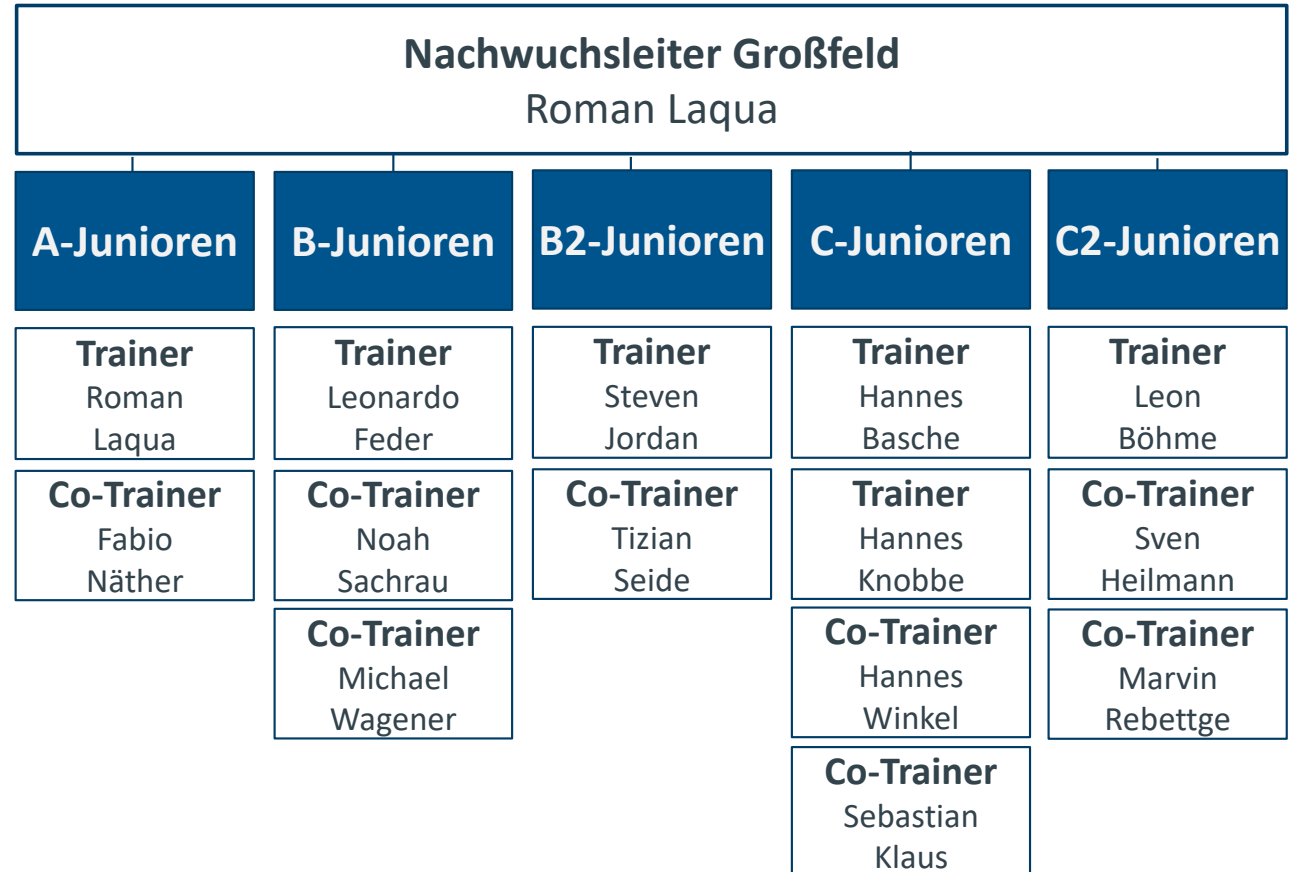 Nachwuchsleiter Großfeld
Roman Laqua
A-Junioren
Trainer
Roman
Laqua
Co-Trainer
Fabio
Näther
B-Junioren
Trainer
Leonardo
Feder
Co-Trainer
Noah
Sachrau
Co-Trainer
Michael
Wagener
B2-Junioren
Trainer
Steven
Jordan
Co-Trainer
Tizian
Seide
C-Junioren
Trainer
Hannes
Basche
Trainer
Hannes
Knobbe
Co-Trainer
Hannes
Winkel
Co-Trainer
Sebastian
Klaus
C2-Junioren
Trainer
Leon
Böhme
Co-Trainer
Sven
Heilmann
Co-Trainer
Marvin
Rebettge